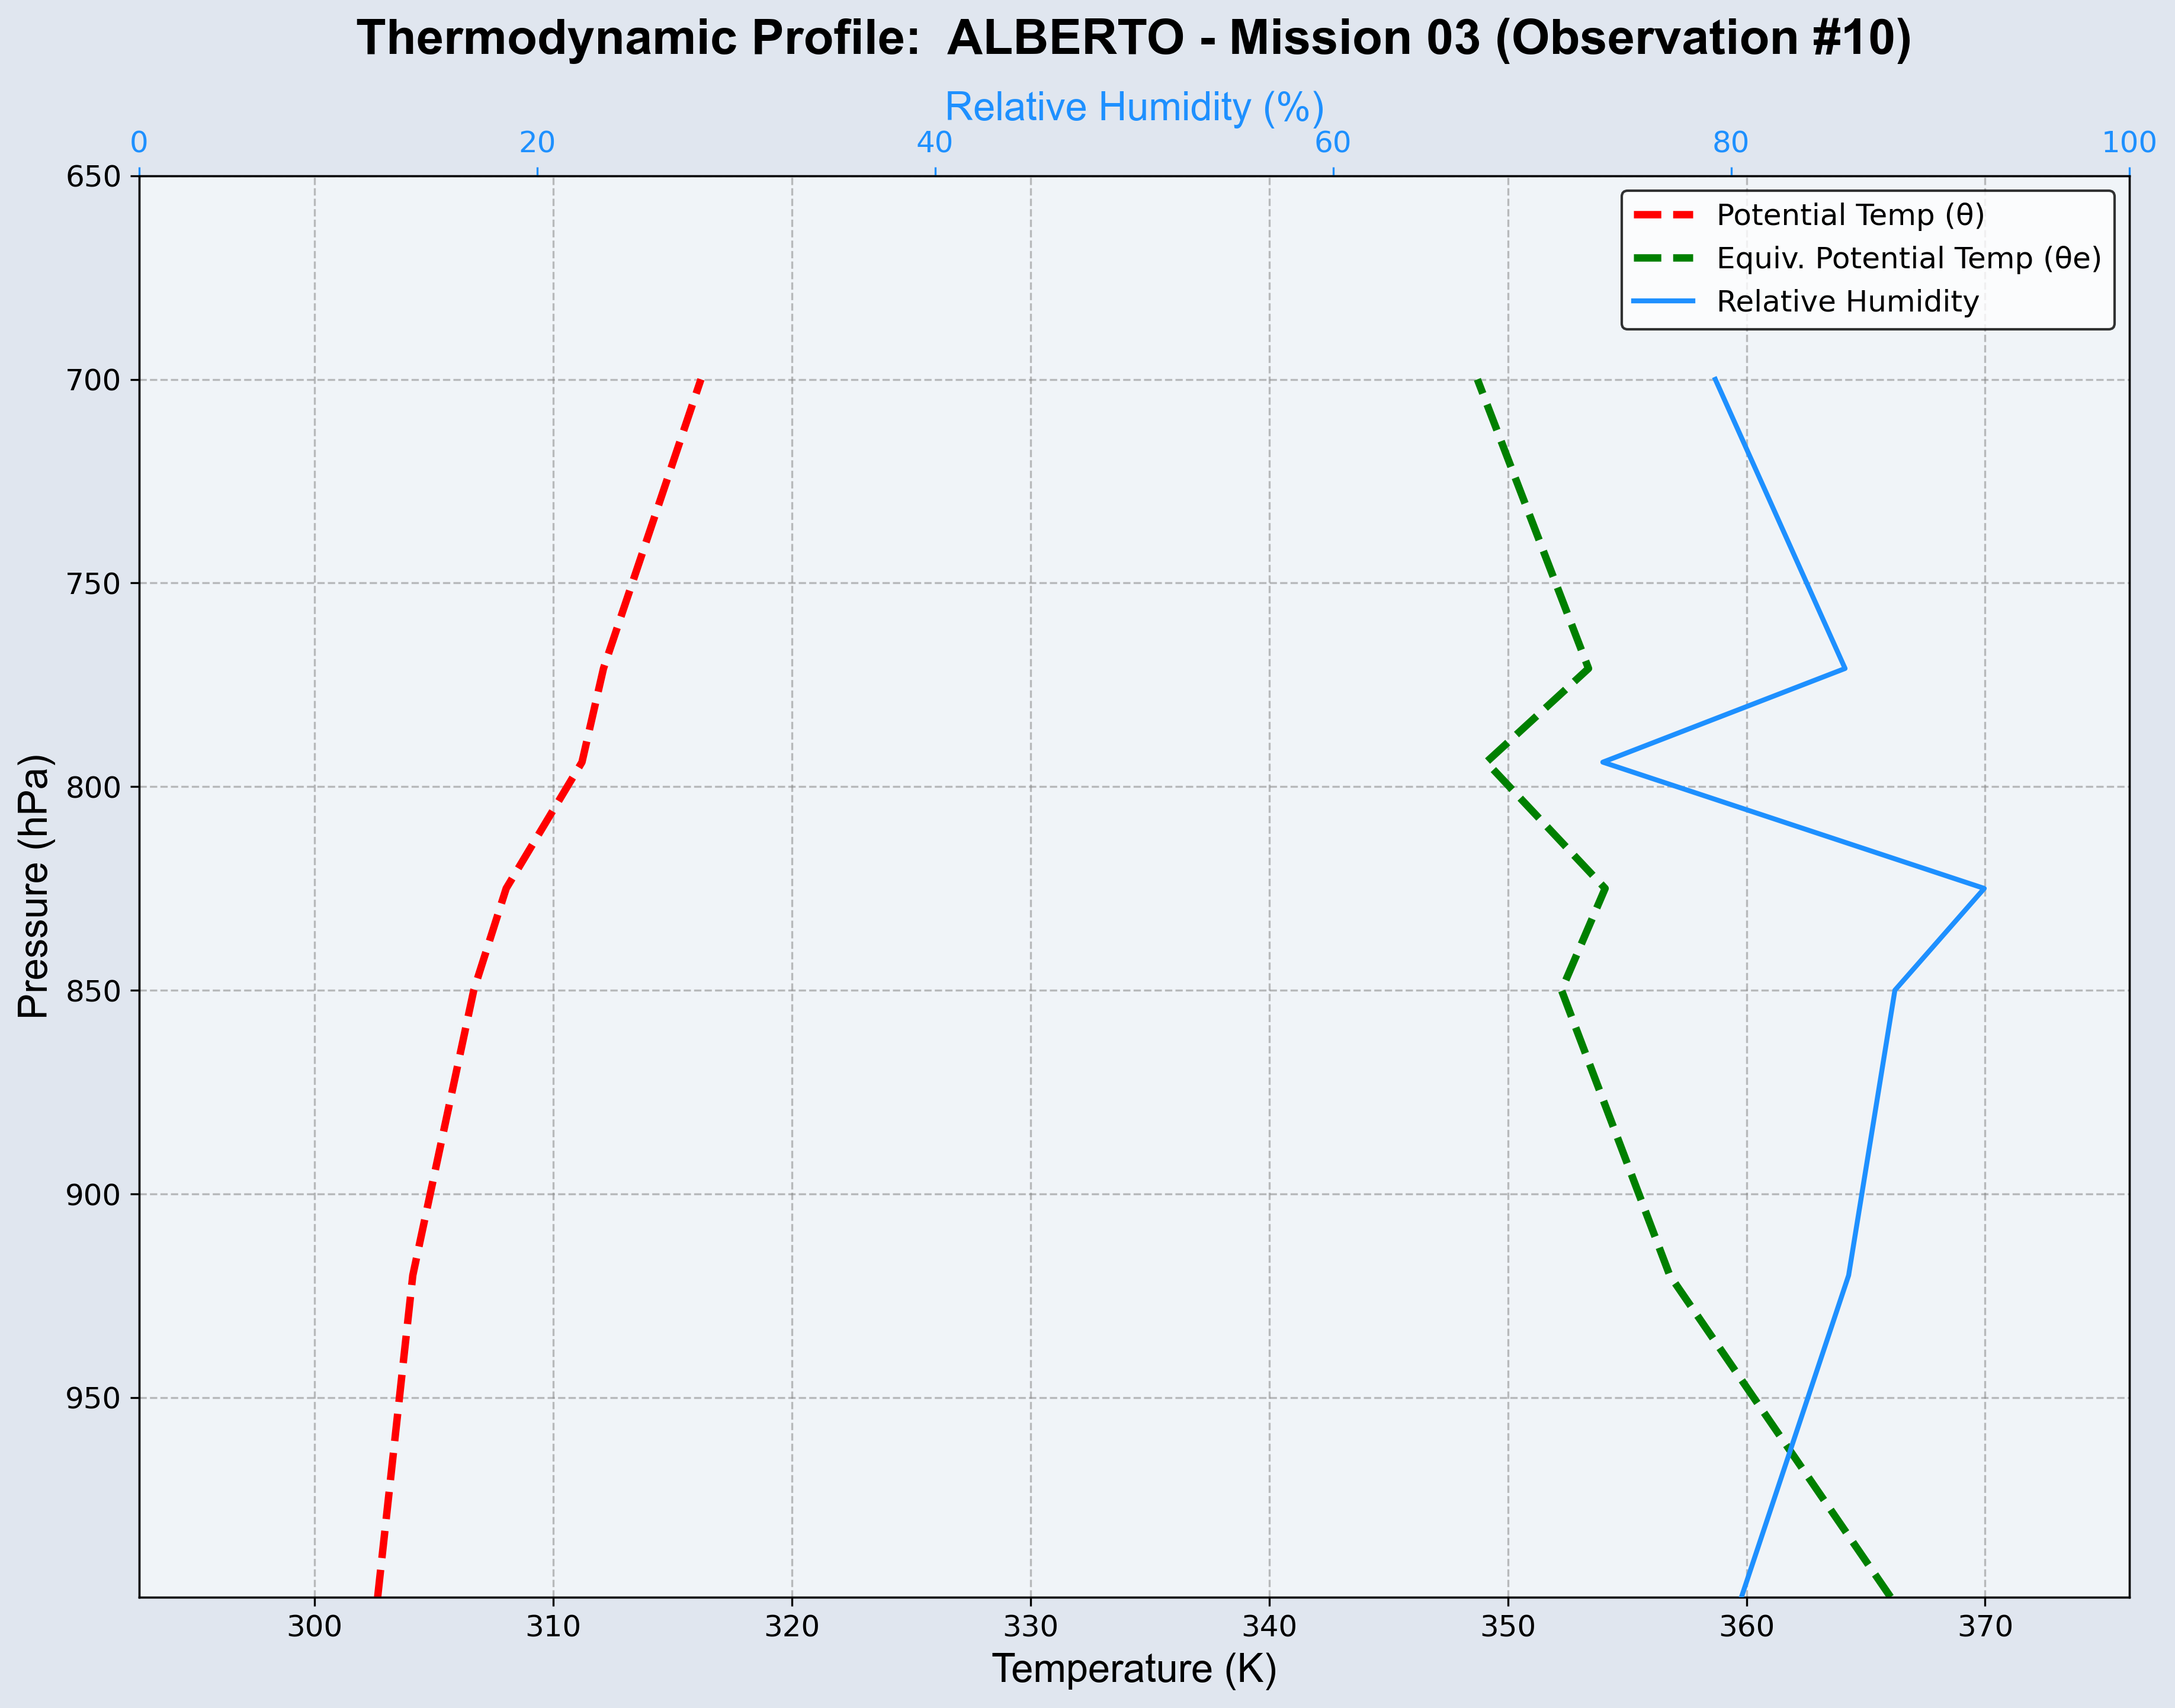 Thermodynamic Profile:  ALBERTO - Mission 03 (Observation #10)
Relative Humidity (%)
0 20 40 60 80 100
Potential Temp (θ)
Equiv. Potential Temp (θe)
Relative Humidity
Pressure (hPa)
650
700
750
800
850
900
950
300 310 320 330 340 350 360 370
Temperature (K)